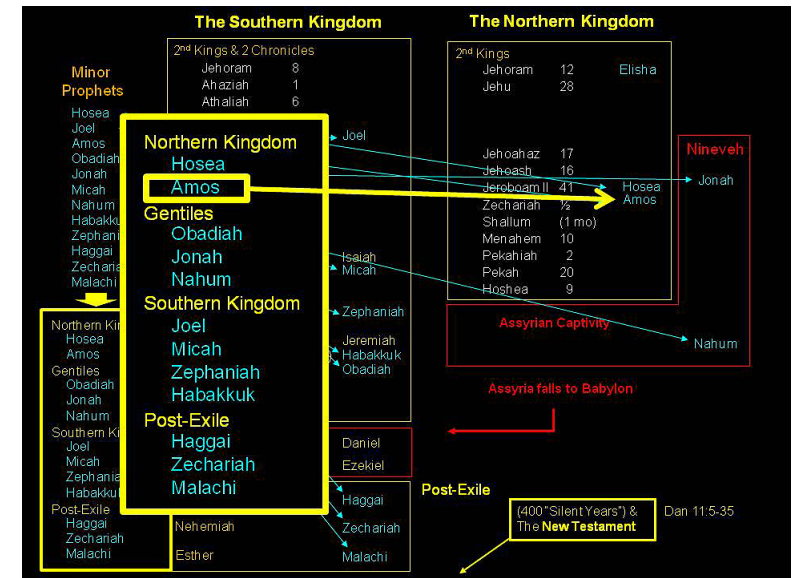 The Southern Kingdom
The Northern Kingdom
2nd Kings & 2 Chronicles
Jehoram 8
Ahaziah 1
Athaliah 6
2nd Kings
Jehoram 12 Elisha
Jehu 28
Jehoahaz 17
Jehoash 16
Jeroboam II 41 Hosea
Zechariah ½ Amos
Shallum (1 mo)
Menahem 10
Pekahiah 2
Pekah 20
Hoshea 9
Nineveh
Jonah
Nahum
Assyrian Captivity
Assyria falls to Babylon
Minor
Prophets
Hosea
Joel
Amos
Obadiah
Jonah
Micah
Nahum
Habakku
Zephani
Haggai
Zecharia
Malachi
Northern Kin
Hosea
Amos
Gentiles
Obadiah
Jonah
Nahum
Southern Ki
Joel
Micah
Zephania
Habakku
Post-Exile
Haggai
Zechariah
Malachi
Northern Kingdom
Hosea
Amos
Gentiles
Obadiah
Jonah
Nahum
Southern Kingdom
Joel
Micah
Zephaniah
Habakkuk
Post-Exile
Haggai
Zechariah
Malachi
Joel
Isaiah
Micah
Zephaniah
Jeremiah
Habakkuk
Obadiah
Daniel
Ezekiel
Haggai
Nehemiah
Zechariah
Esther
Malachi
Post-Exile
(400 "Silent Years") &
The New Testament
Dan 11:5-35